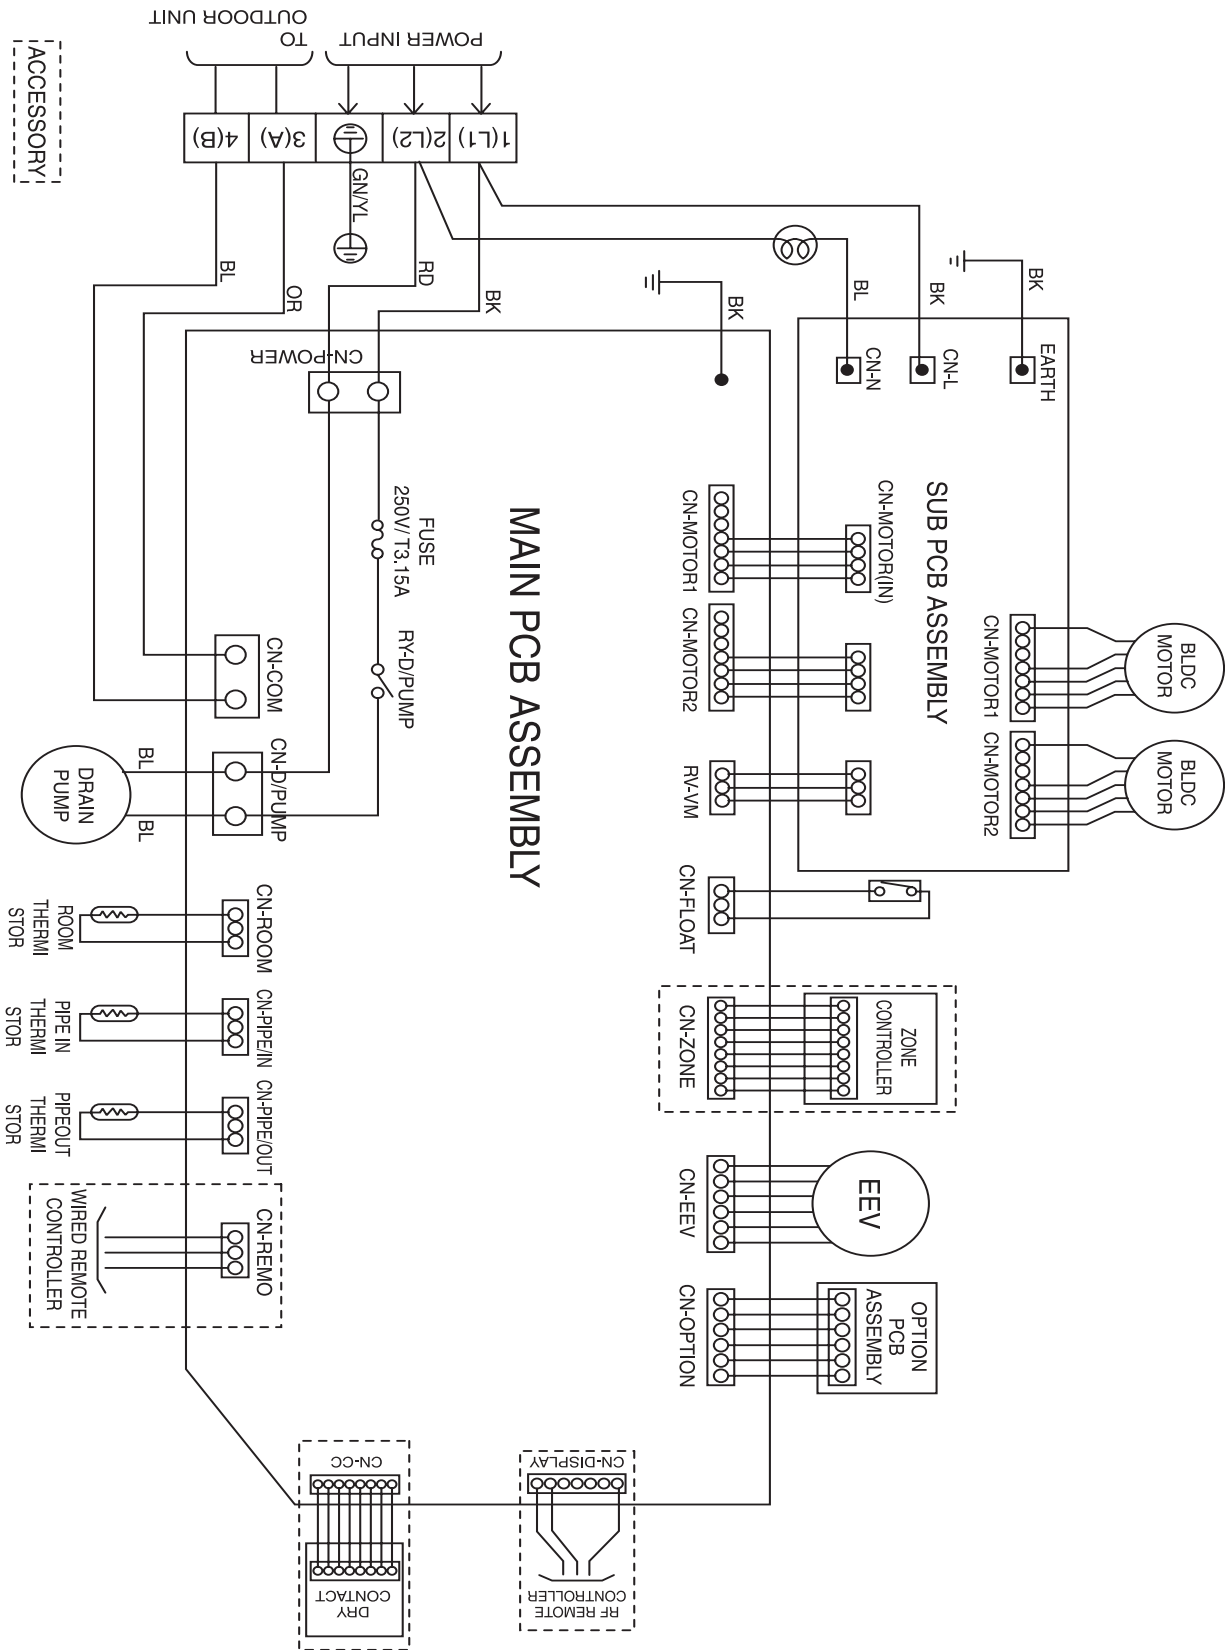 ACCESSORY
TO
OUTDOOR UNIT
POWER INPUT
4(B)
3(A)
2(L2)
1(L1)
GN/YL
BL
OR
RD
BK
BK
BL
BK
BK
CN-POWER
CN-N
CN-L
EARTH
FUSE
250V/ T3.15A
RY-D/PUMP
MAIN PCB ASSEMBLY
SUB PCB ASSEMBLY
CN-MOTOR1
CN-MOTOR(IN)
CN-MOTOR2
RV-VM
CN-MOTOR1
BLDC
MOTOR
CN-MOTOR2
BLDC
MOTOR
CN-COM
CN-D/PUMP
BL
BL
DRAIN
PUMP
CN-FLOAT
CN-ROOM
ROOM
THERMI
STOR
CN-PIPE/IN
PIPE IN
THERMI
STOR
CN-PIPE/OUT
PIPEOUT
THERMI
STOR
CN-REMO
WIRED REMOTE
CONTROLLER
CN-ZONE
ZONE
CONTROLLER
CN-EEV
EEV
CN-OPTION
OPTION
PCB
ASSEMBLY
CN-CC
DRY
CONTACT
CN-DISPLAY
RF REMOTE
CONTROLLER